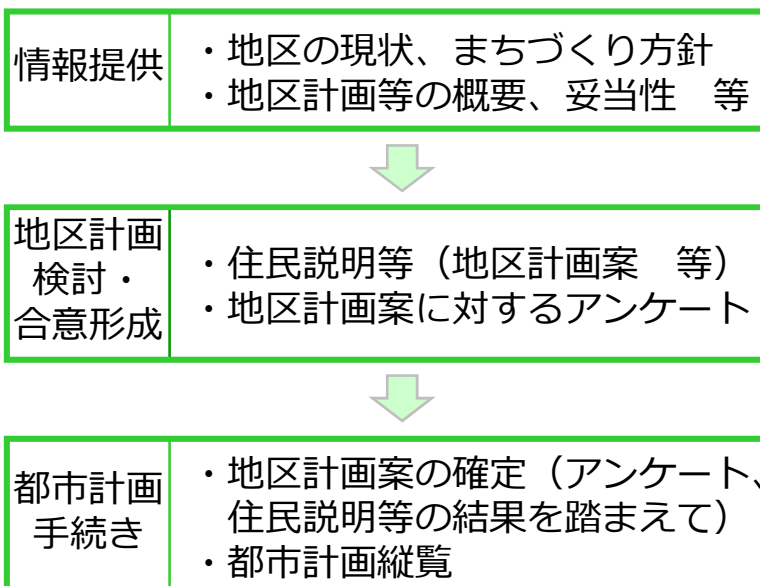 情報提供
・地区の現状、まちづくり方針
・地区計画等の概要、妥当性　等
地区計画
検討・
合意形成
・住民説明等（地区計画案　等）
・地区計画案に対するアンケート
都市計画
手続き
・地区計画案の確定（アンケート、
住民説明等の結果を踏まえて）
・都市計画縦覧